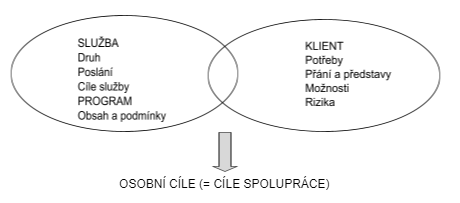 SLUŽBA
Druh
Poslání
Cíle služby
PROGRAM
Obsah a podmínky
KLIENT
Potřeby
Přání a představy
Možnosti
Rizika
OSOBNÍ CÍLE (= CÍLE SPOLUPRÁCE)